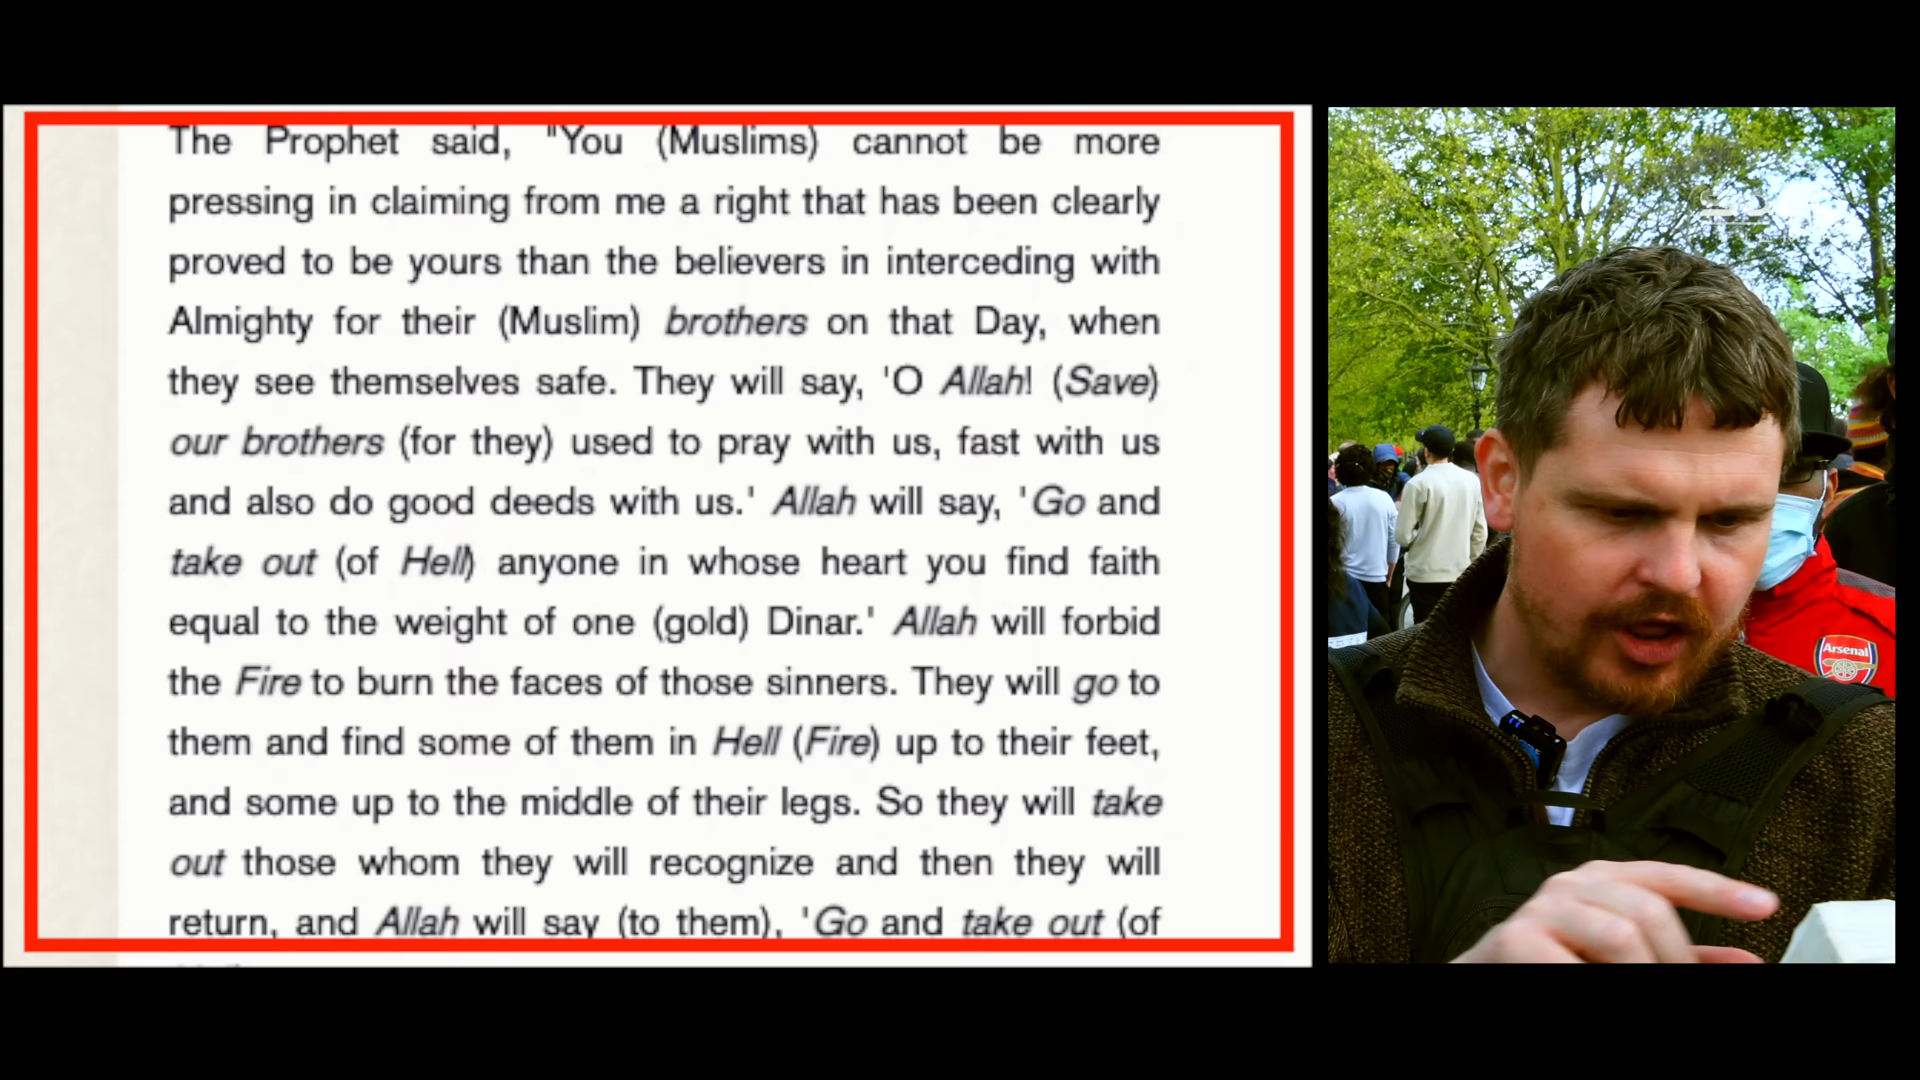 The Prophet said, "You (Muslims) cannot be more
pressing in claiming from me a right that has been clearly
proved to be yours than the believers in interceding with
Almighty for their (Muslim) brothers on that Day, when
they see themselves safe. They will say, 'O Allah! (Save)
our brothers (for they) used to pray with us, fast with us
and also do good deeds with us.' Allah will say, 'Go and
take out (of Hell) anyone in whose heart you find faith
equal to the weight of one (gold) Dinar.' Allah will forbid
the Fire to burn the faces of those sinners. They will go to
them and find some of them in Hell (Fire) up to their feet,
and some up to the middle of their legs. So they will take
out those whom they will recognize and then they will
return, and Allah will say (to them), 'Go and take out (of
Arsenal